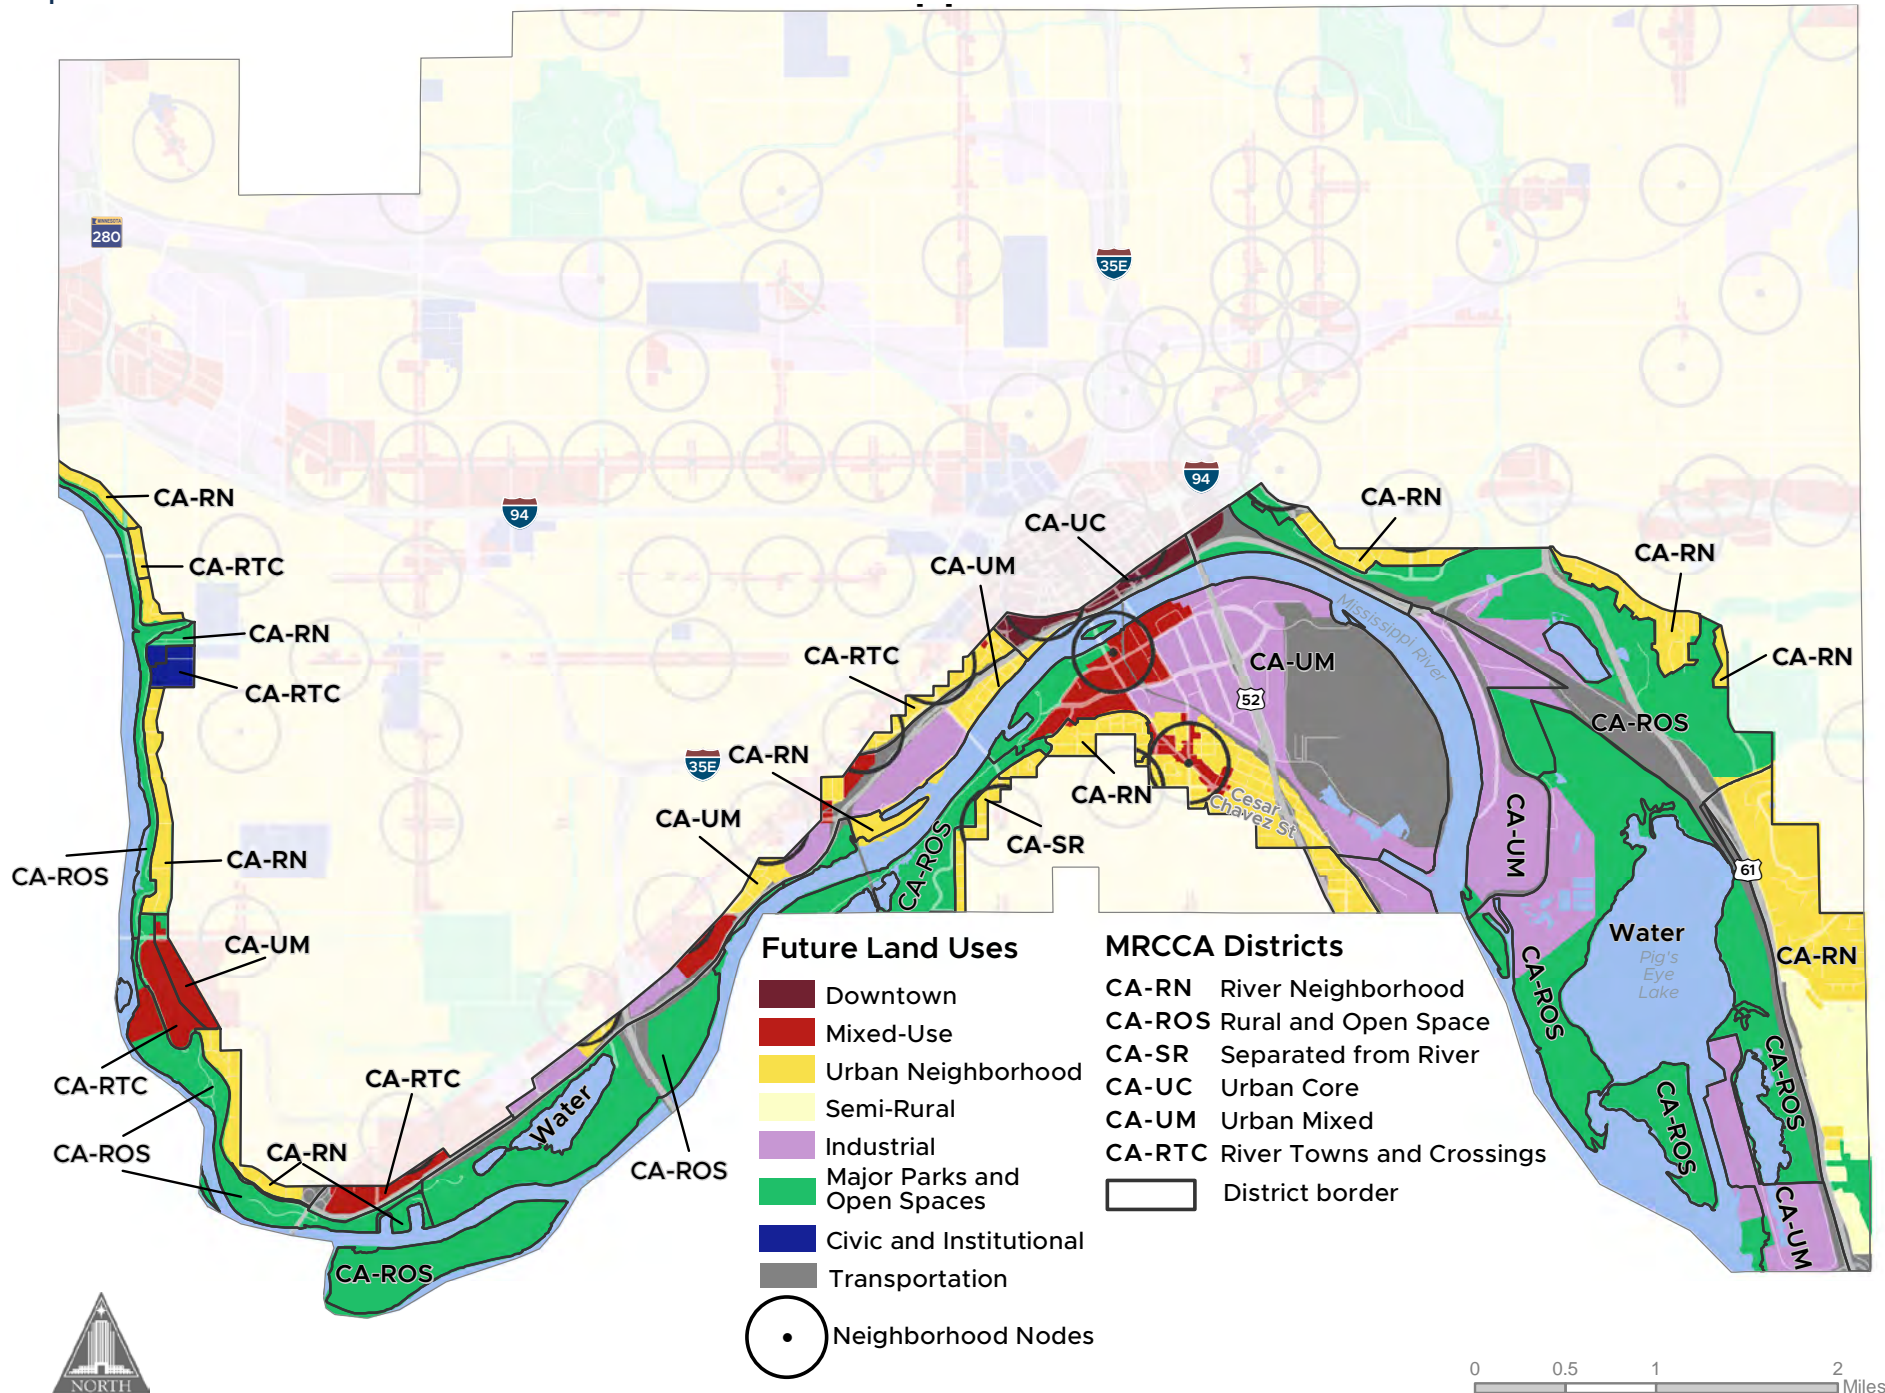 MINNESOTA
280
35E
94
94
CA-RN
CA-RN
CA-UC
CA-RN
CA-UM
CA-RTC
Mississippi River
CA-RN
CA-RTC
CA-UM
CA-RN
CA-RTC
52
CA-ROS
CA-RN
35E
CA-RN
Cesar
Chavez St
CA-UM
CA-SR
CA-ROS
CA-UM
CA-RN
CA-ROS
61
CA-UM
Water
Pig's
Eye
Lake
CA-RN
CA-ROS
CA-RTC
CA-RTC
CA-ROS
CA-RN
Water
CA-ROS
CA-ROS
CA-ROS
CA-ROS
CA-UM
Future Land Uses
Downtown
Mixed-Use
Urban Neighborhood
Semi-Rural
Industrial
Major Parks and
Open Spaces
Civic and Institutional
Transportation
Neighborhood Nodes
MRCCA Districts
CA-RN River Neighborhood
CA-ROS Rural and Open Space
CA-SR Separated from River
CA-UC Urban Core
CA-UM Urban Mixed
CA-RTC River Towns and Crossings
District border
NORTH
0 0.5 1 2
Miles